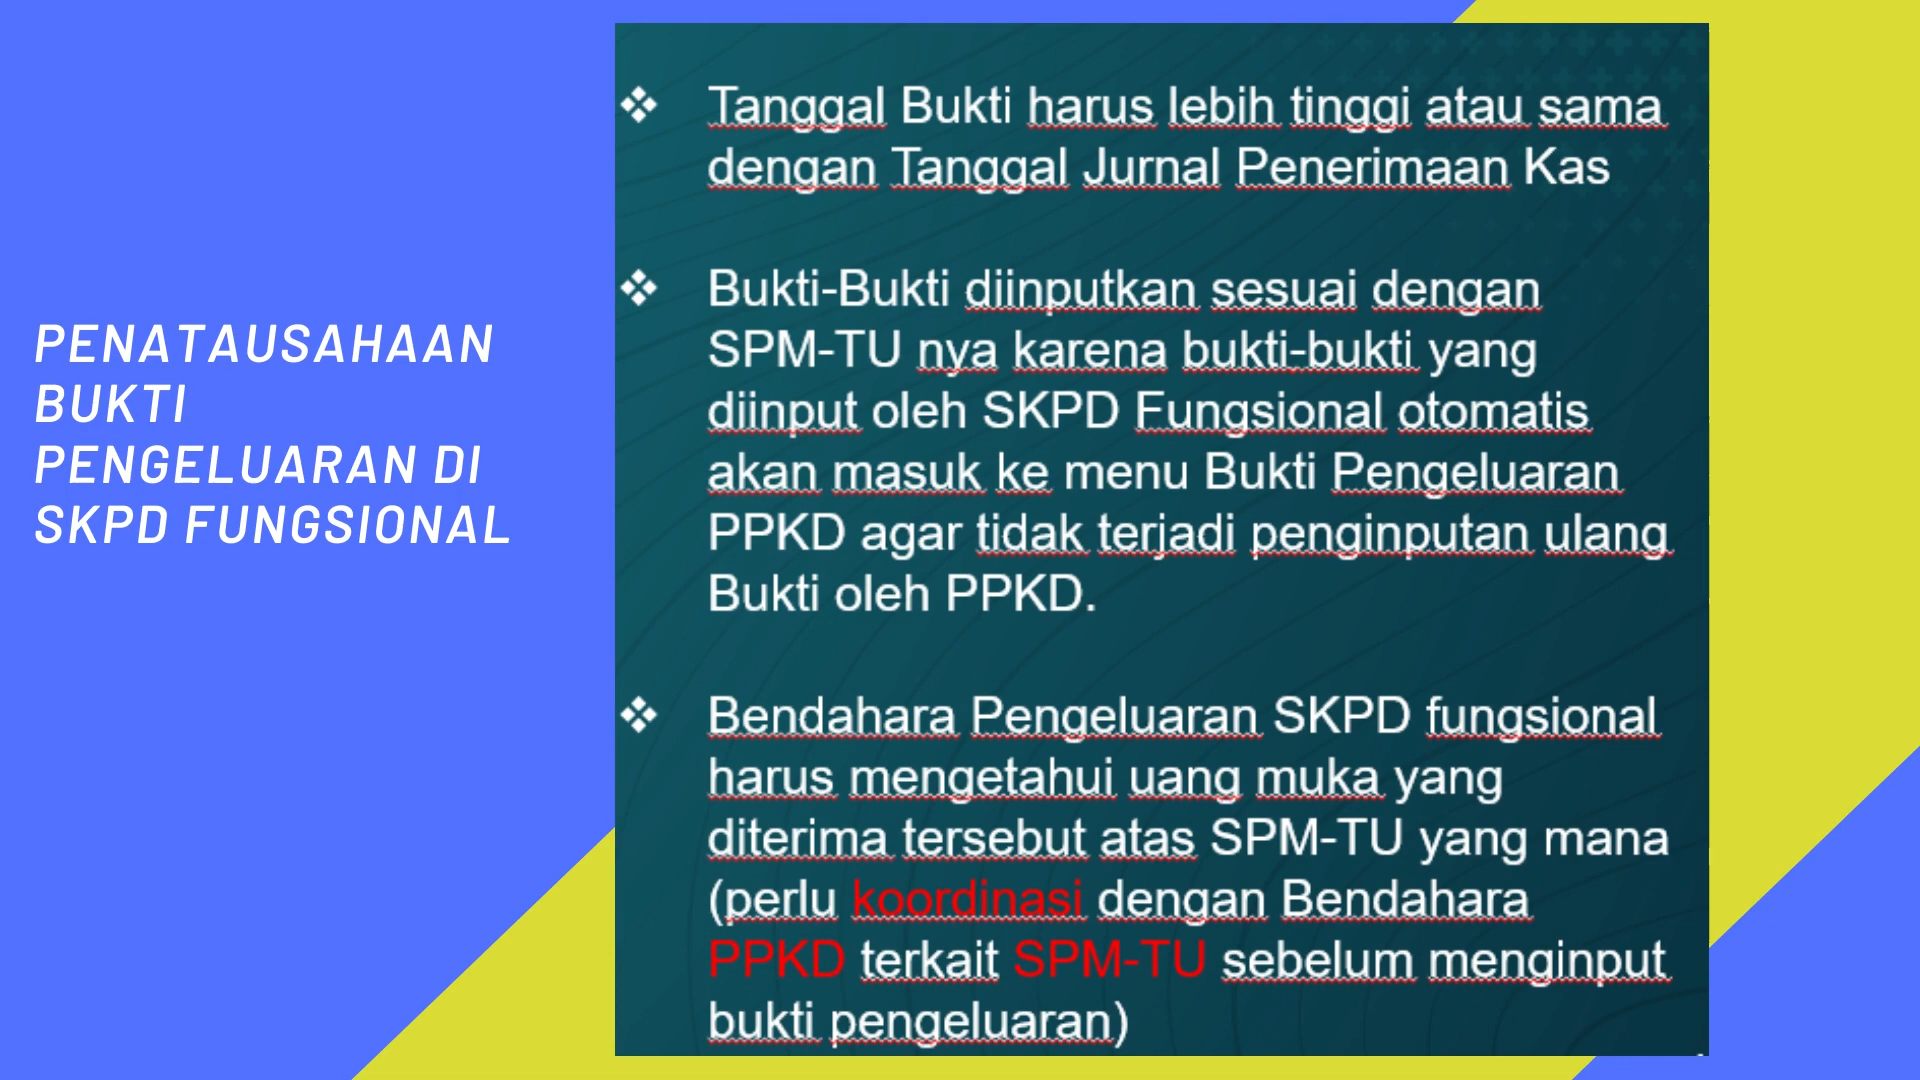 PENATAUSAHAAN
BUKTI
PENGELUARAN DI
SKPD FUNGSIONAL
❖ Tanggal Bukti harus lebih tinggi atau sama
dengan Tanggal Jurnal Penerimaan Kas
❖ Bukti-Bukti diinputkan sesuai dengan
SPM-TU nya karena bukti-bukti yang
diinput oleh SKPD Fungsional otomatis
akan masuk ke menu Bukti Pengeluaran
PPKD agar tidak terjadi penginputan ulang
Bukti oleh PPKD.
❖ Bendahara Pengeluaran SKPD fungsional
harus mengetahui uang muka yang
diterima tersebut atas SPM-TU yang mana
(perlu koordinasi dengan Bendahara
PPKD terkait SPM-TU sebelum menginput
bukti pengeluaran)